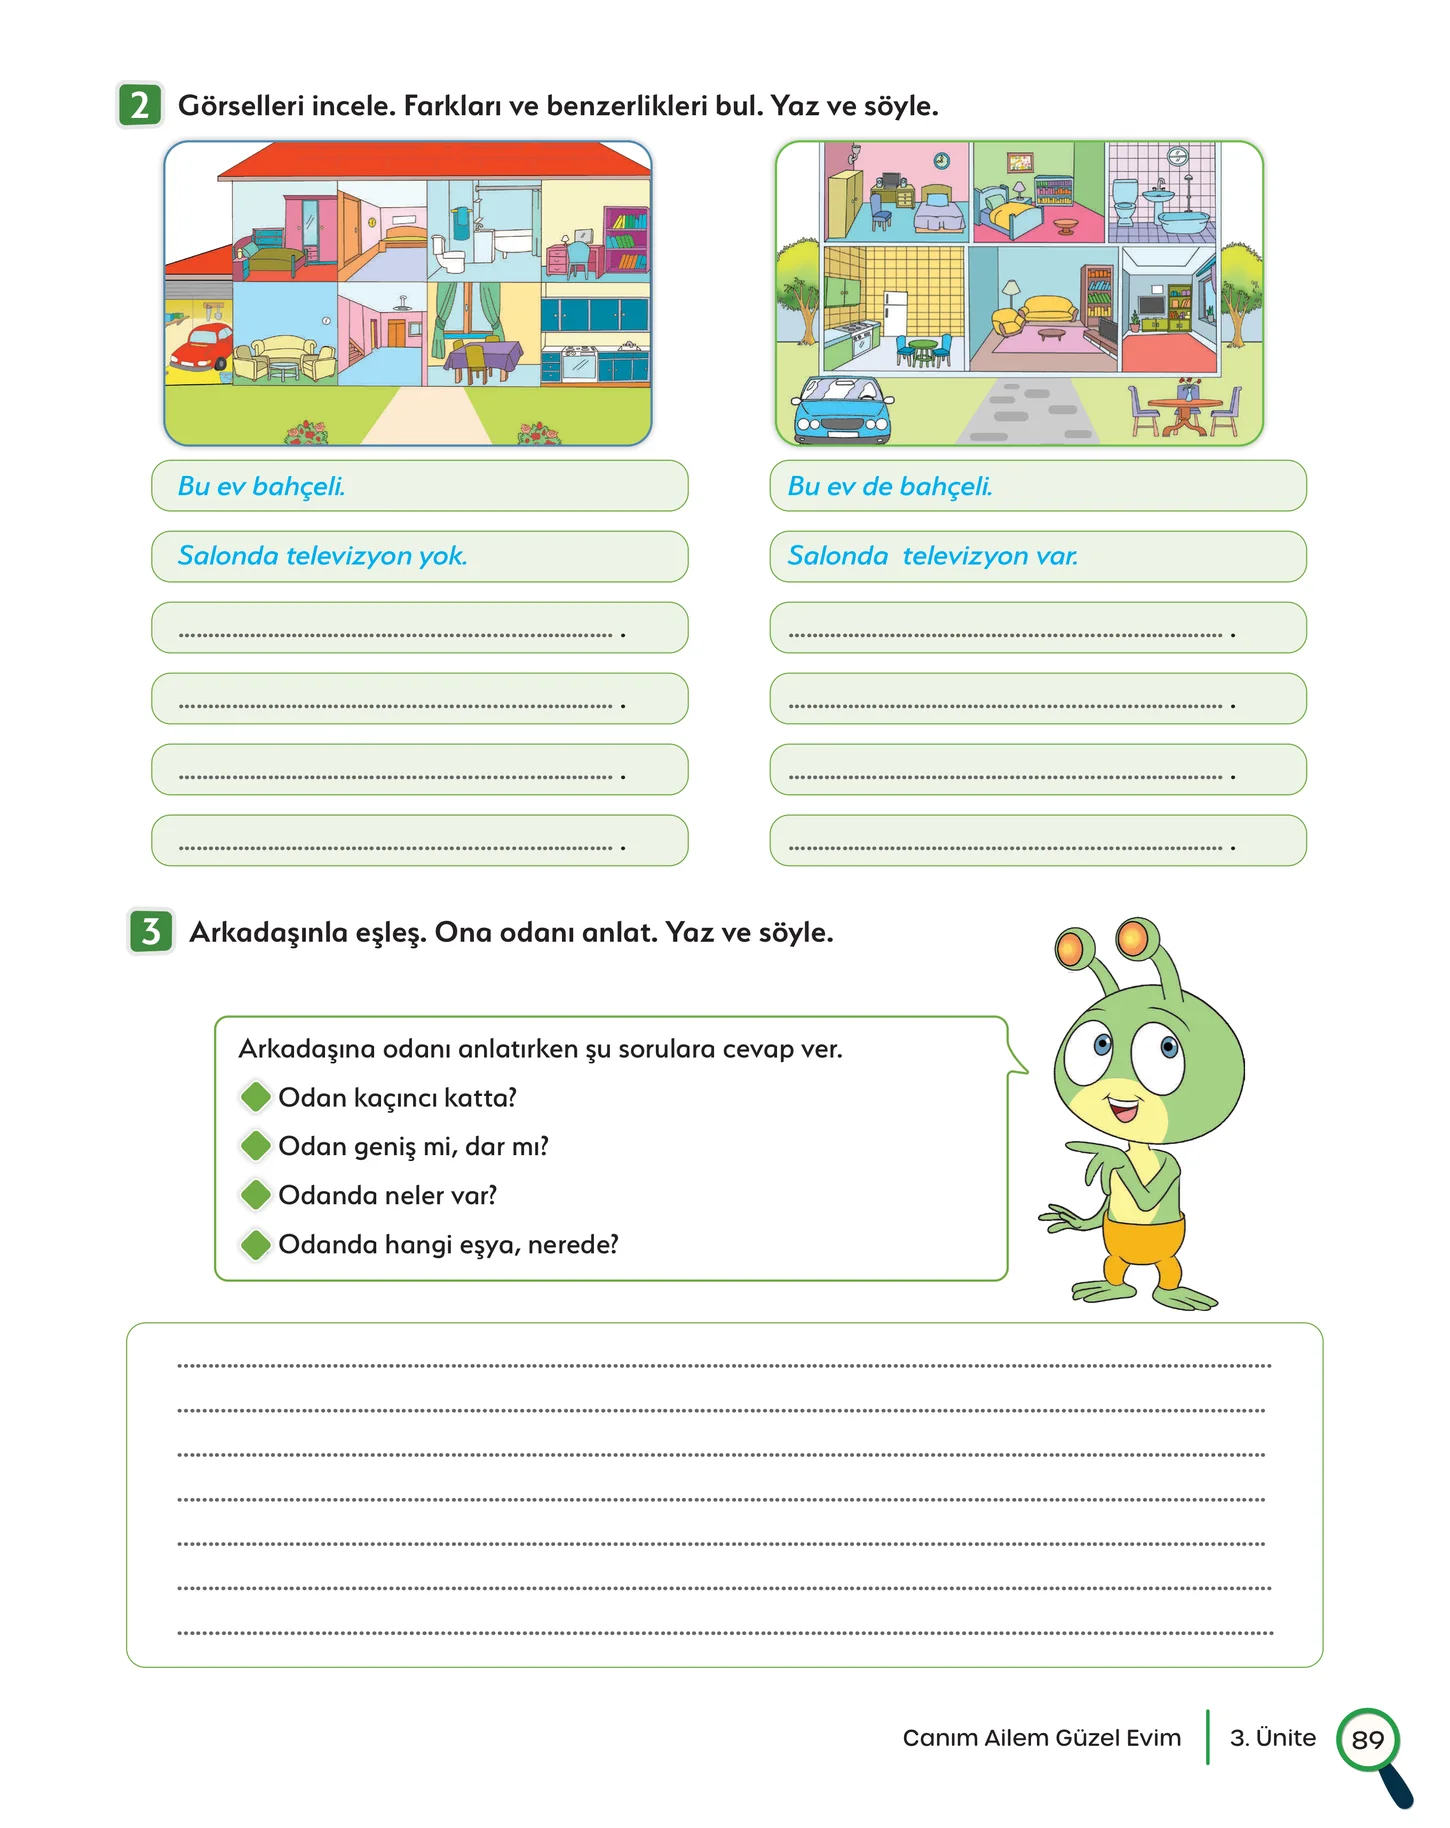 2 Görselleri incele. Farkları ve benzerlikleri bul. Yaz ve söyle.
Bu ev bahçeli.
Bu ev de bahçeli.
Salonda televizyon yok.
Salonda televizyon var.
3 Arkadaşınla eşleş. Ona odanı anlat. Yaz ve söyle.
Arkadaşına odanı anlatırken şu sorulara cevap ver.
Odan kaçıncı katta?
Odan geniş mi, dar mı?
Odanda neler var?
Odanda hangi eşya, nerede?
Canım Ailem Güzel Evim 3. Ünite 89